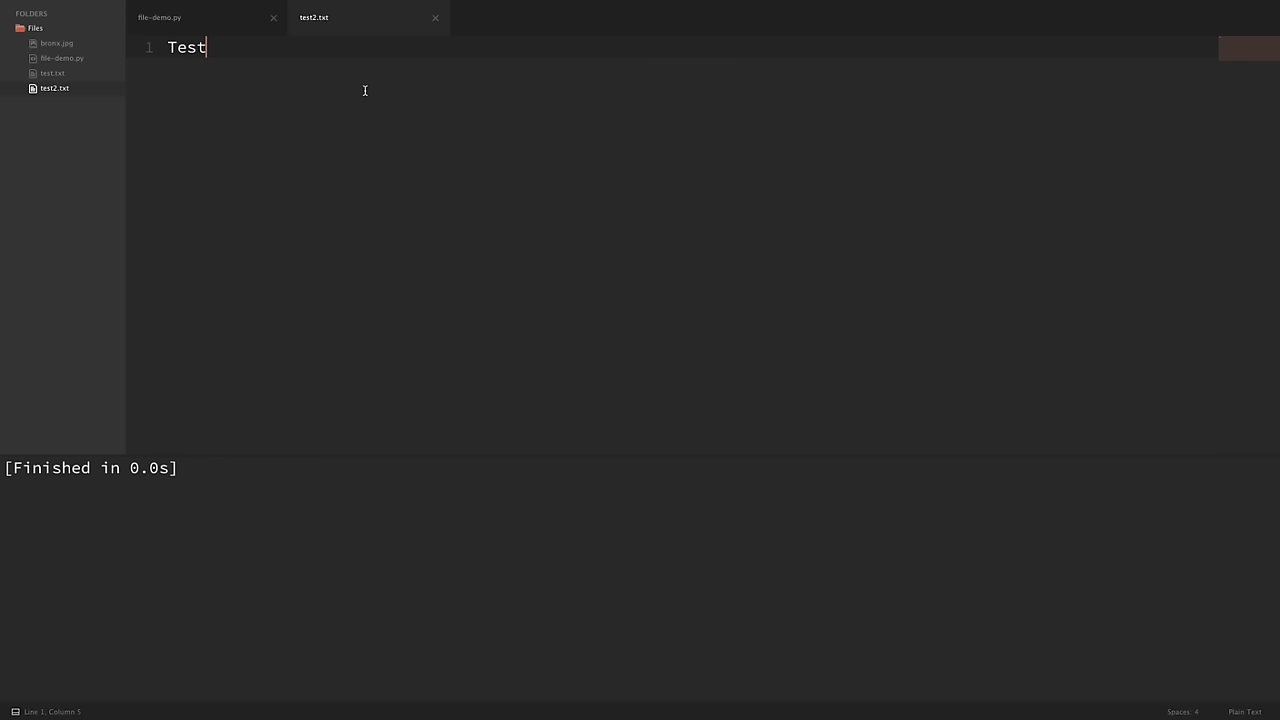 FOLDERS
Files
bronx.jpg
file-demo.py
test.txt
test2.txt
file-demo.py
test2.txt
1 Test
[Finished in 0.0s]
Line 1, Column 5
Spaces: 4
Plain Text